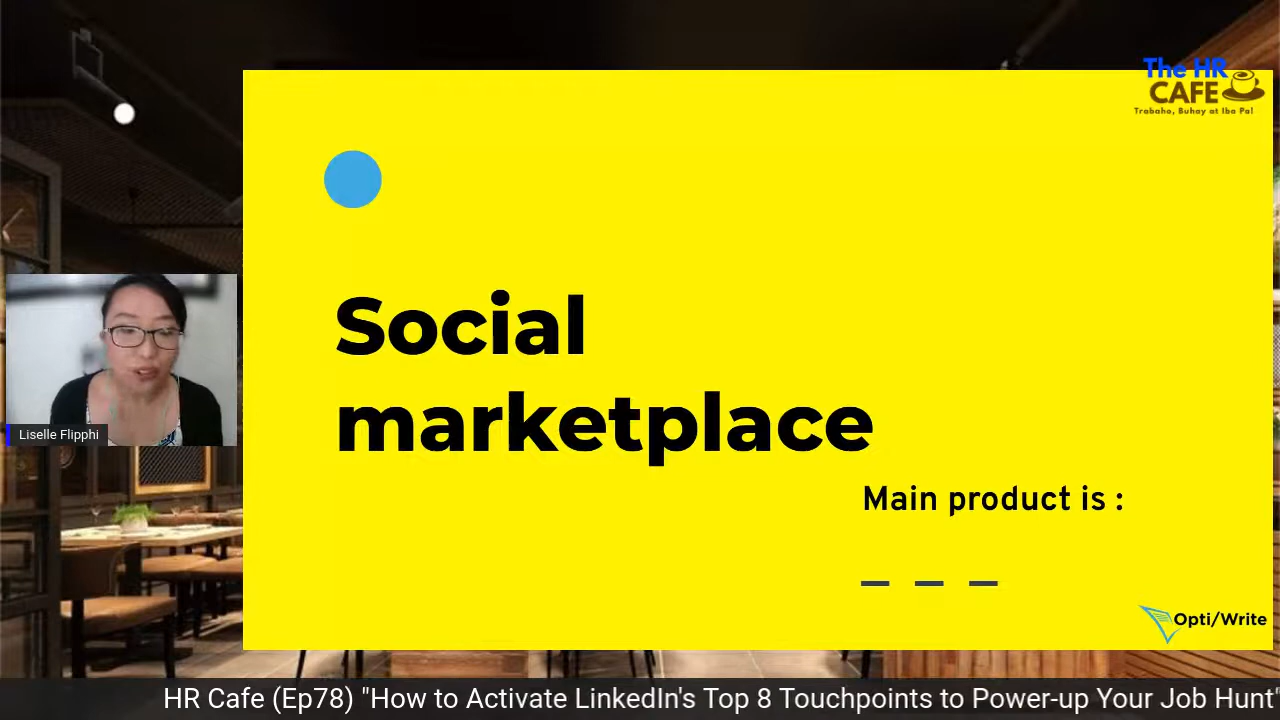 The HR
CAFE
Trabaho, Buhay at Iba Pa!
Social
marketplace
Main product is :
_ _ _
Liselle Flipphi
Opti/Write
HR Cafe (Ep78) "How to Activate LinkedIn's Top 8 Touchpoints to Power-up Your Job Hunt"